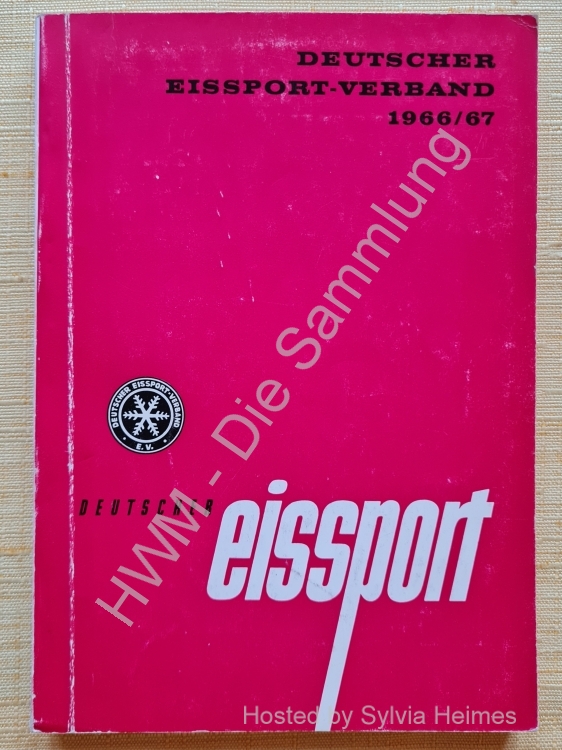 DEUTSCHER
EISSPORT-VERBAND
1966/67
HWM - Die Sammlung
DEUTSCHER EISSPORT-VERBAND
E.V.
DEUTSCHER
eissport
Hosted by Sylvia Heimes